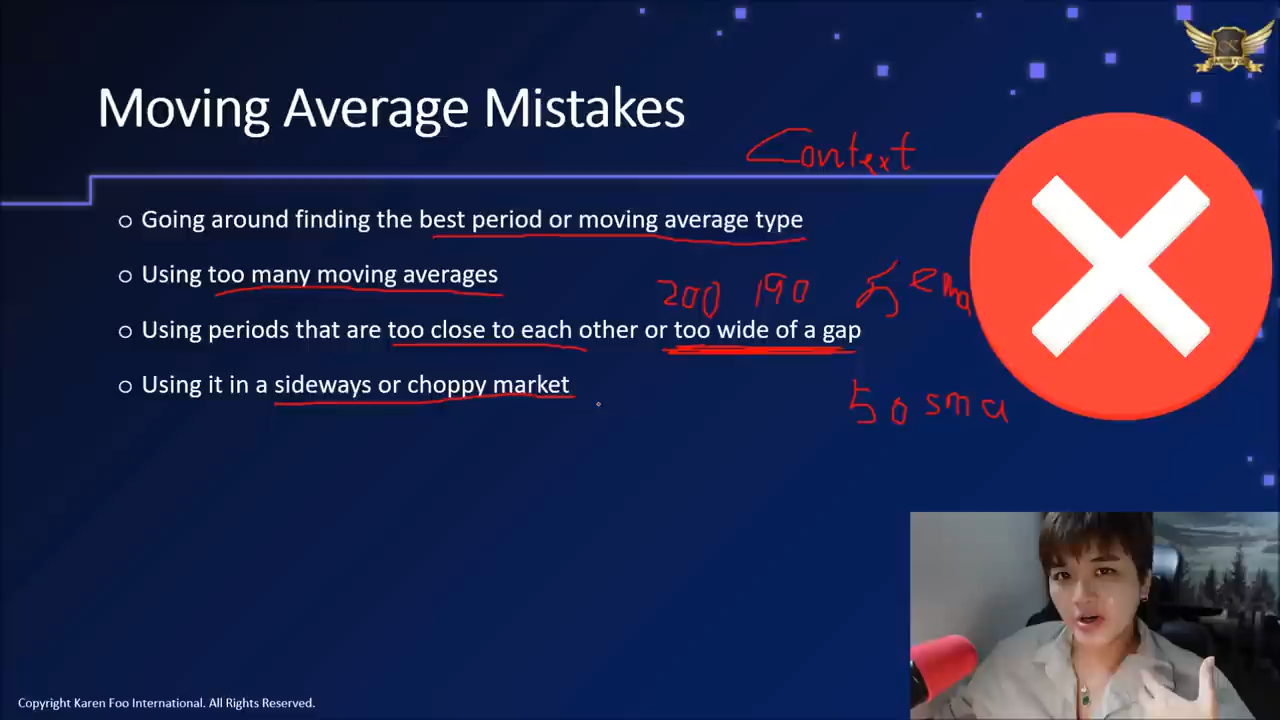 Moving Average Mistakes
Context
Going around finding the best period or moving average type
Using too many moving averages
200 190 5 ema
Using periods that are too close to each other or too wide of a gap
Using it in a sideways or choppy market
50 sma
Copyright Karen Foo International. All Rights Reserved.